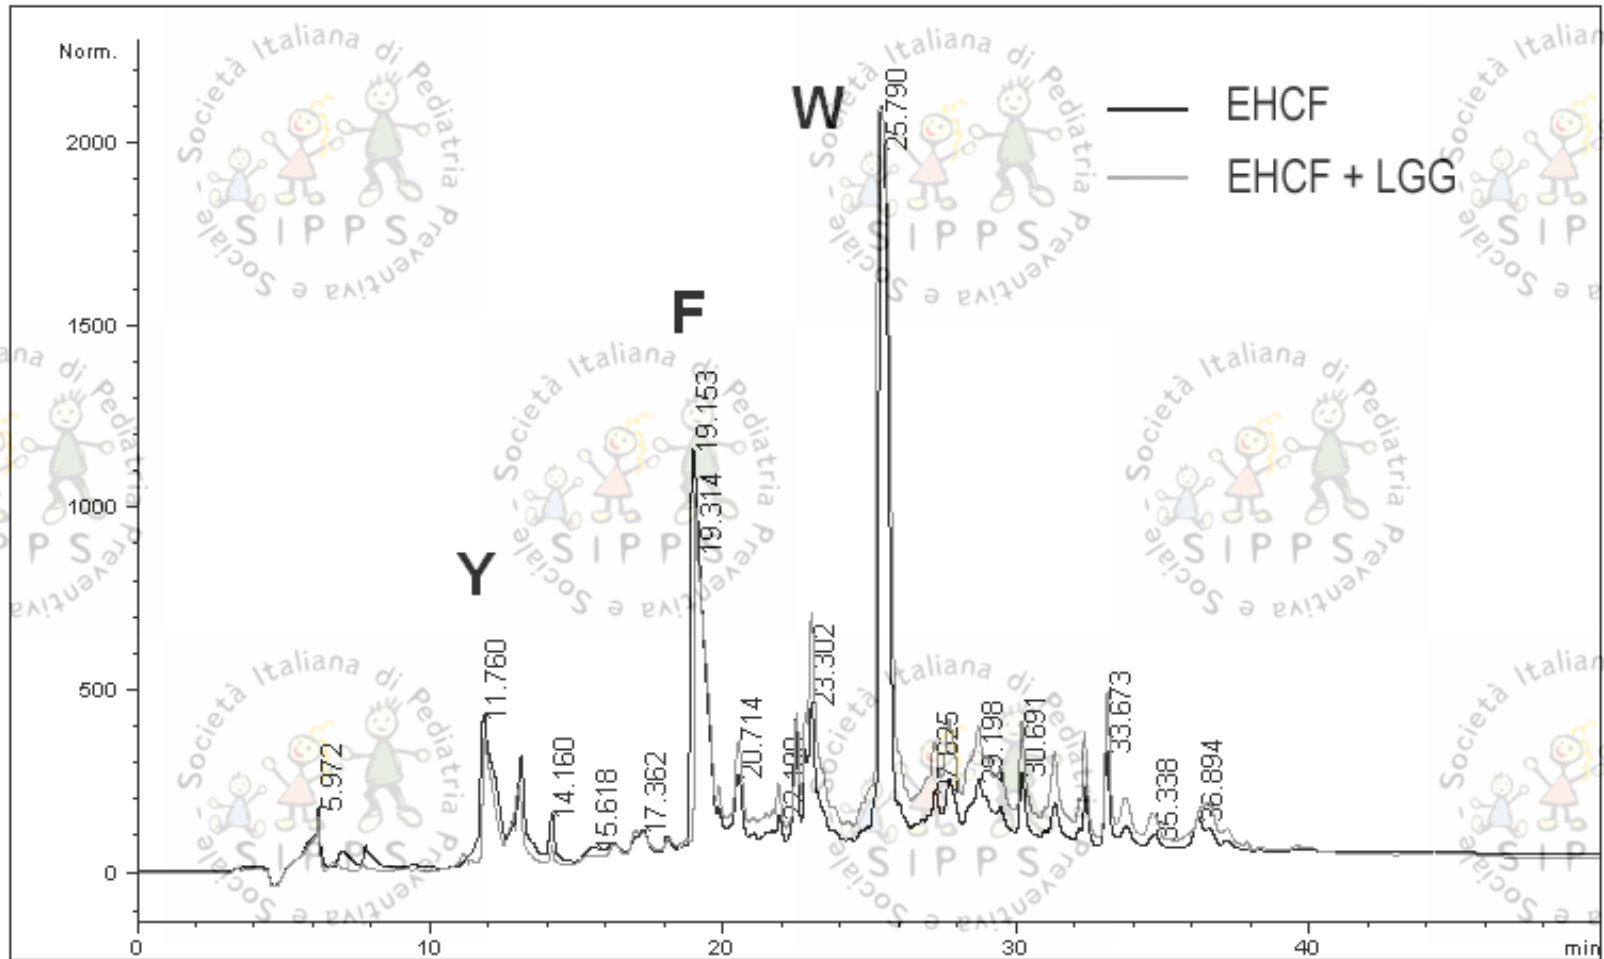 Norm.
2000
1500
1000
500
0
0
10
20
30
40
min
W
F
Y
EHCF
EHCF + LGG
5.972
11.760
14.160
15.618
17.362
19.153
19.314
20.714
23.302
25.790
29.198
30.691
33.673
35.338
36.894
Società Italiana di Pediatria Preventiva e Sociale -
SIPPS